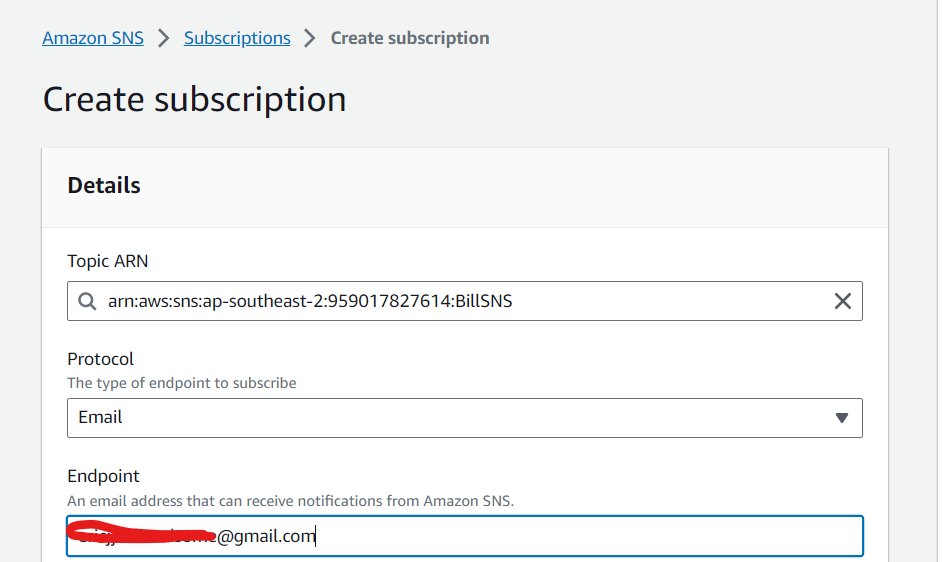 Amazon SNS > Subscriptions > Create subscription
Create subscription
Details
Topic ARN
arn:aws:sns:ap-southeast-2:959017827614:BillSNS
Protocol
The type of endpoint to subscribe
Email
Endpoint
An email address that can receive notifications from Amazon SNS.
@gmail.com